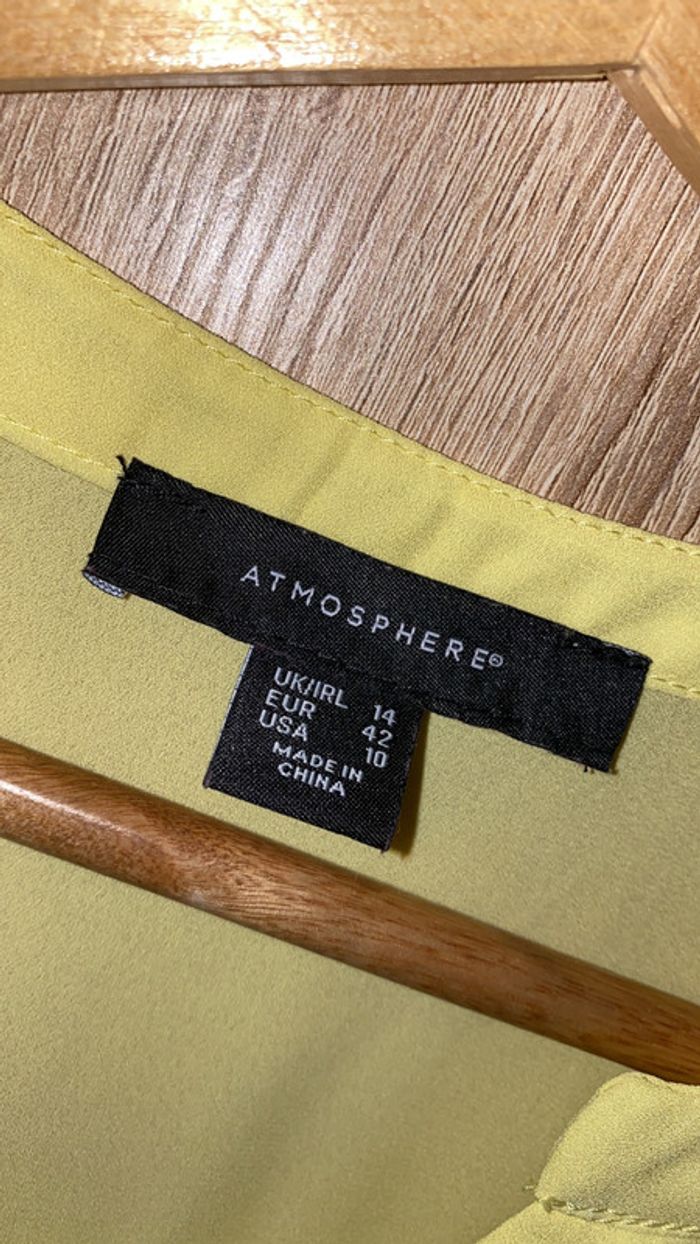 ATMOSPHERE®
UK/IRL 14
EUR 42
USA 10
MADE IN
CHINA